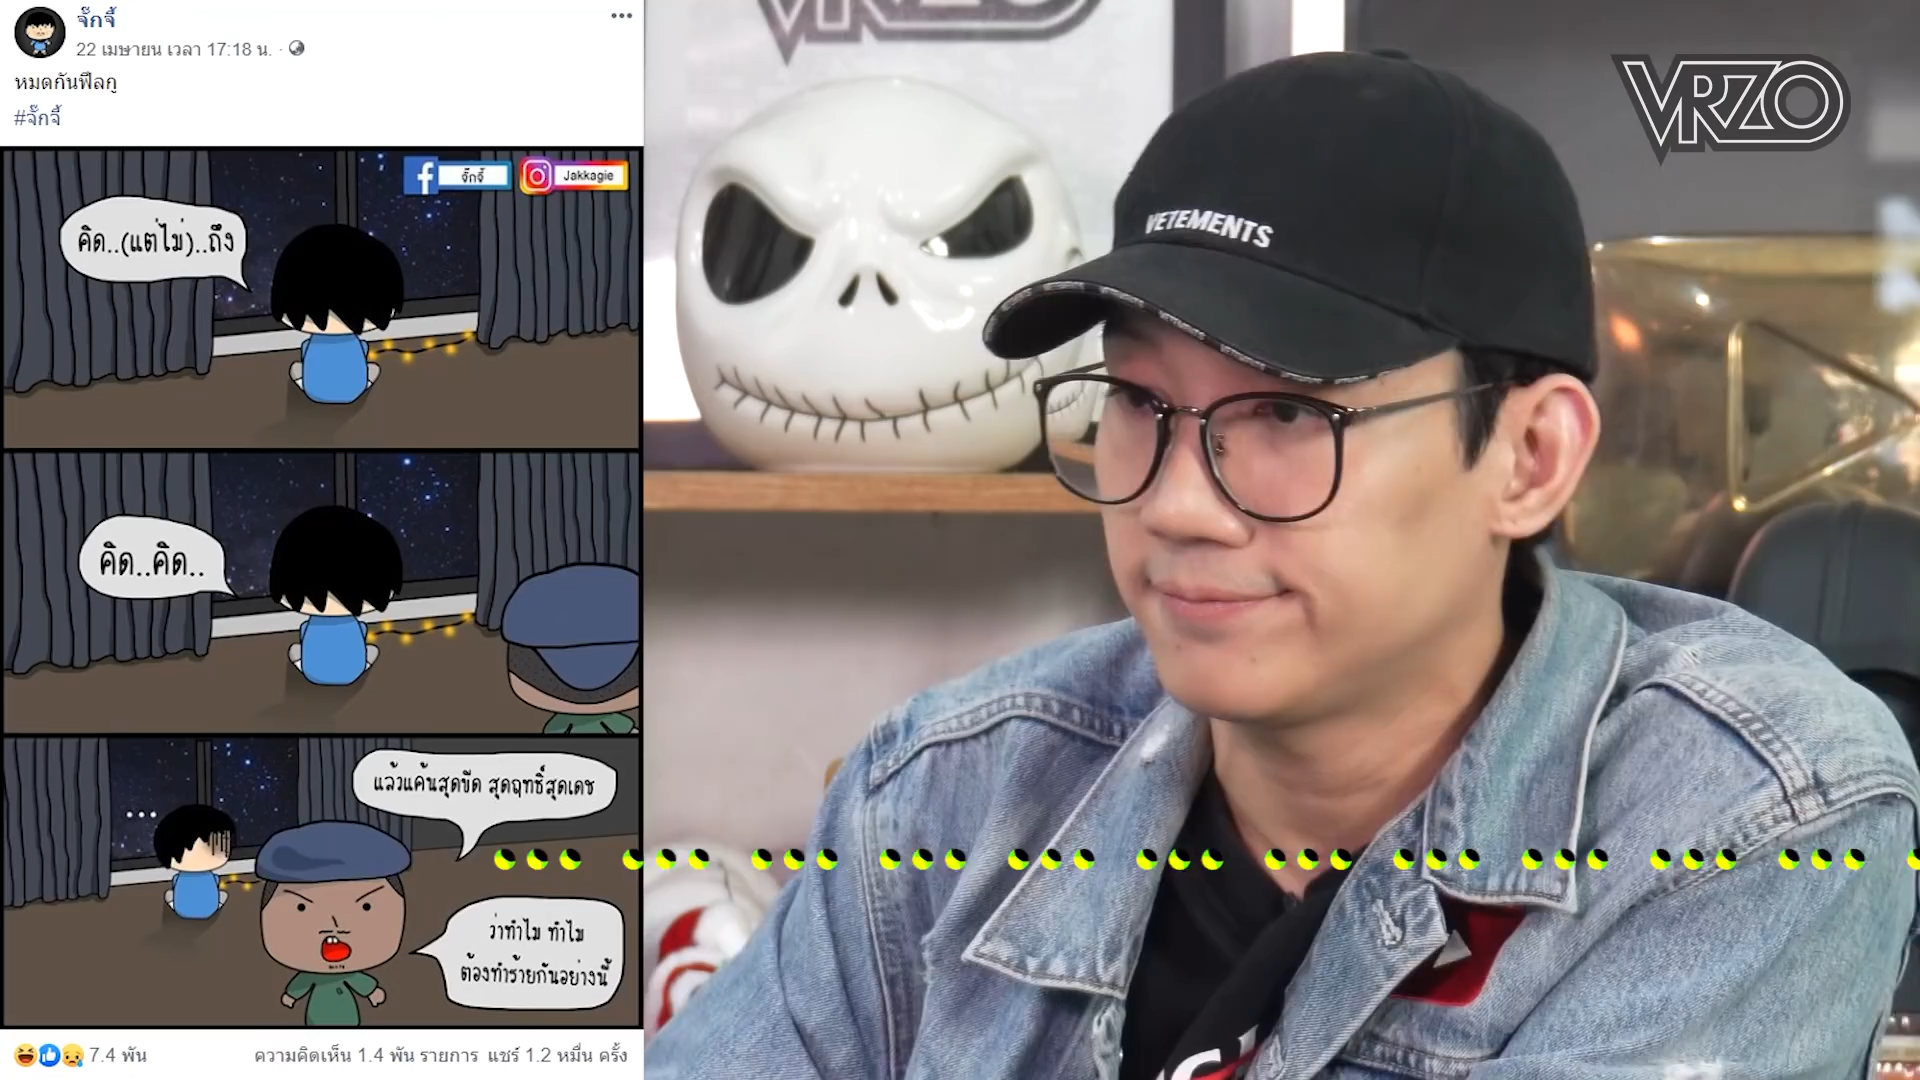 จั๊กจี้
22 เมษายน เวลา 17:18 น.
หมดกันฟีลกู
#จั๊กจี้
จั๊กจี้
Jakkagie
คิด..(แต่ไม่)..ถึง
คิด..คิด..
...
แล้วแค้นสุดขีด สุดฤทธิ์สุดเดช
ว่าทำไม ทำไม
ต้องทำร้ายกันอย่างนี้
7.4 พัน
ความคิดเห็น 1.4 พัน รายการ แชร์ 1.2 หมื่น ครั้ง
VRZO
VETEMENTS
VRZO